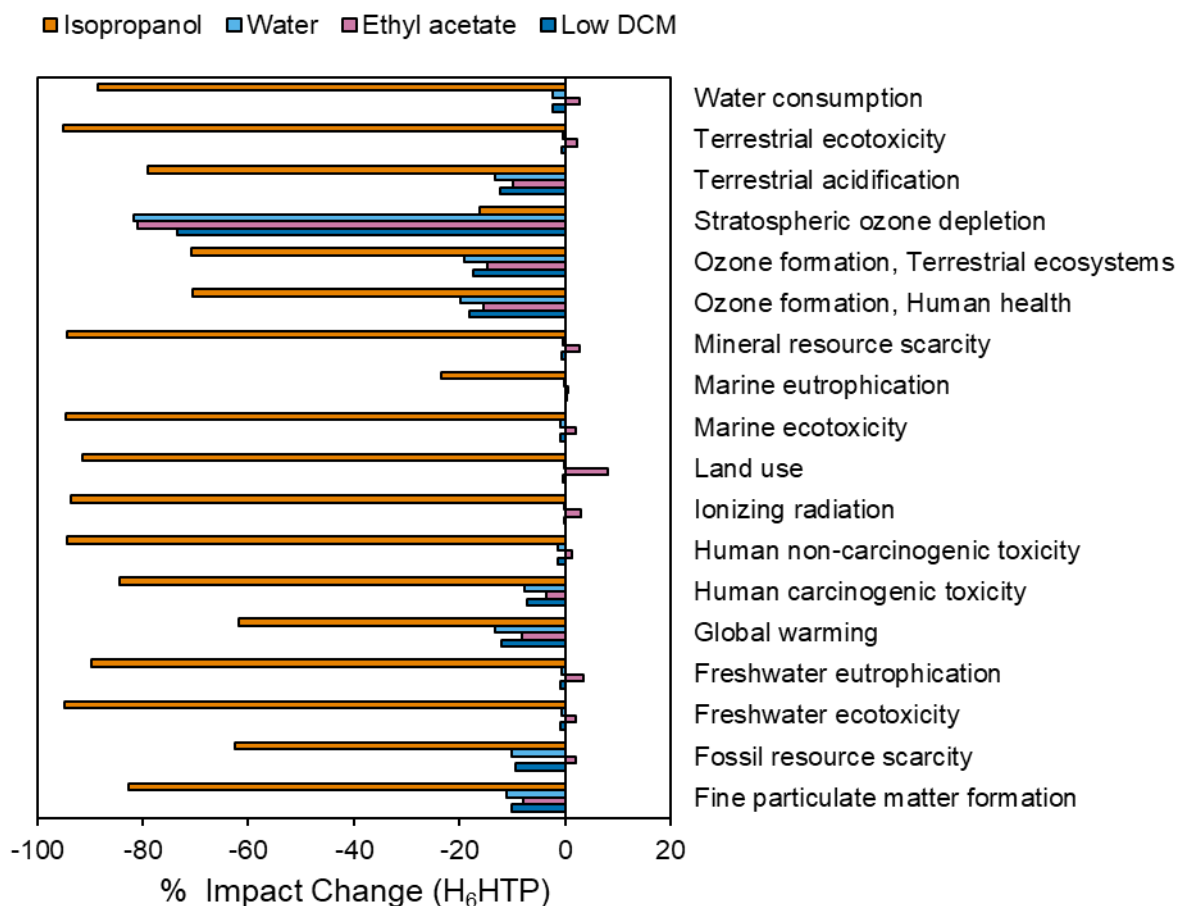 Isopropanol Water Ethyl acetate Low DCM
Water consumption
Terrestrial ecotoxicity
Terrestrial acidification
Stratospheric ozone depletion
Ozone formation, Terrestrial ecosystems
Ozone formation, Human health
Mineral resource scarcity
Marine eutrophication
Marine ecotoxicity
Land use
Ionizing radiation
Human non-carcinogenic toxicity
Human carcinogenic toxicity
Global warming
Freshwater eutrophication
Freshwater ecotoxicity
Fossil resource scarcity
Fine particulate matter formation
-100 -80 -60 -40 -20 0 20
% Impact Change (H₆HTP)